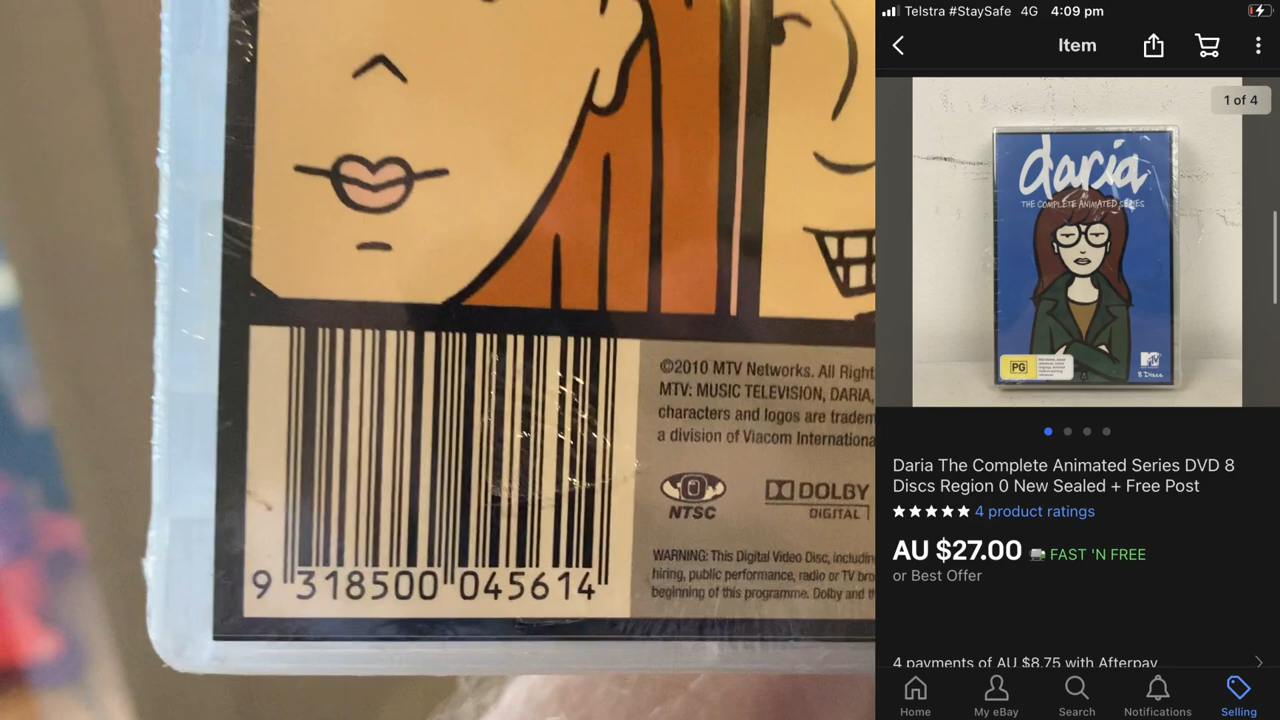 9 318500 045614
©2010 MTV Networks. All Right
MTV: MUSIC TELEVISION, DARIA,
characters and logos are tradem
a division of Viacom Internationa
NTSC
DOLBY
DIGITAL
WARNING: This Digital Video Disc, includin
hiring, public performance, radio or TV bro
beginning of this programme. Dolby and th
Telstra #StaySafe 4G 4:09 pm
Item
1 of 4
daria
THE COMPLETE ANIMATED SERIES
PG
MTV
8 Discs
Daria The Complete Animated Series DVD 8
Discs Region 0 New Sealed + Free Post
4 product ratings
AU $27.00 FAST 'N FREE
or Best Offer
4 payments of AU $8.75 with Afterpay
Home My eBay Search Notifications Selling